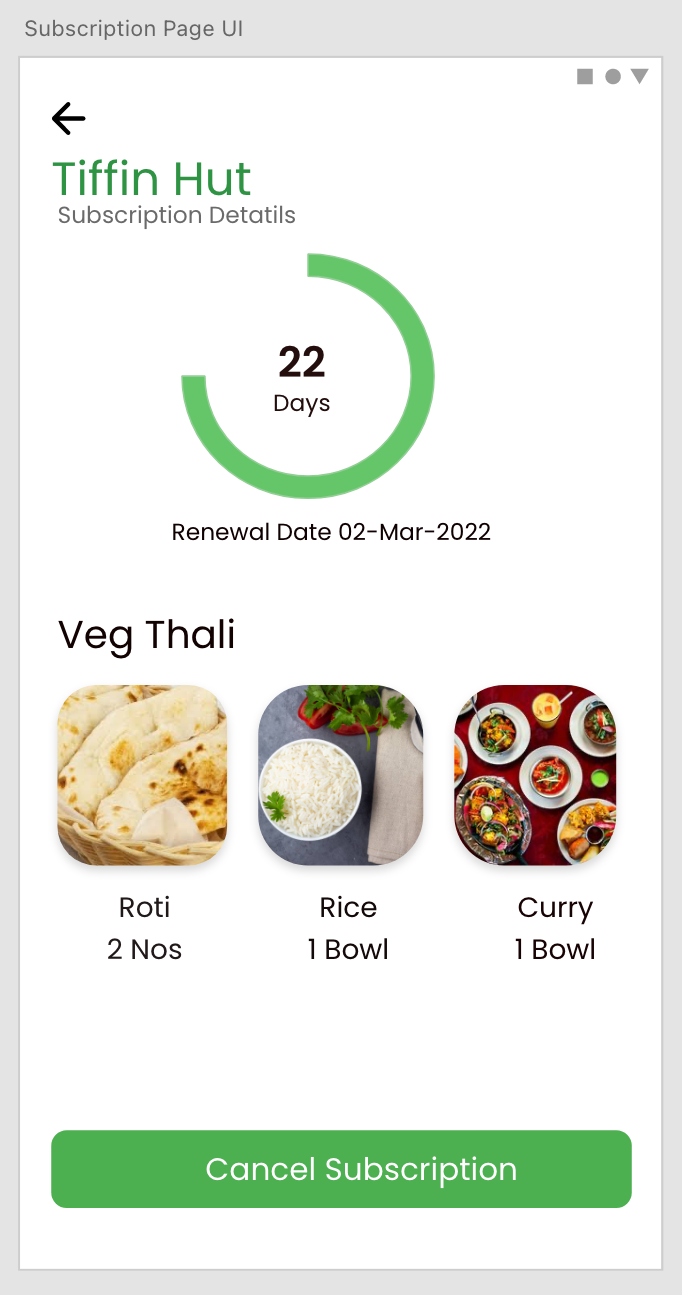 Subscription Page UI
Tiffin Hut
Subscription Detatils
22
Days
Renewal Date 02-Mar-2022
Veg Thali
Roti
Rice
Curry
2 Nos
1 Bowl
1 Bowl
Cancel Subscription